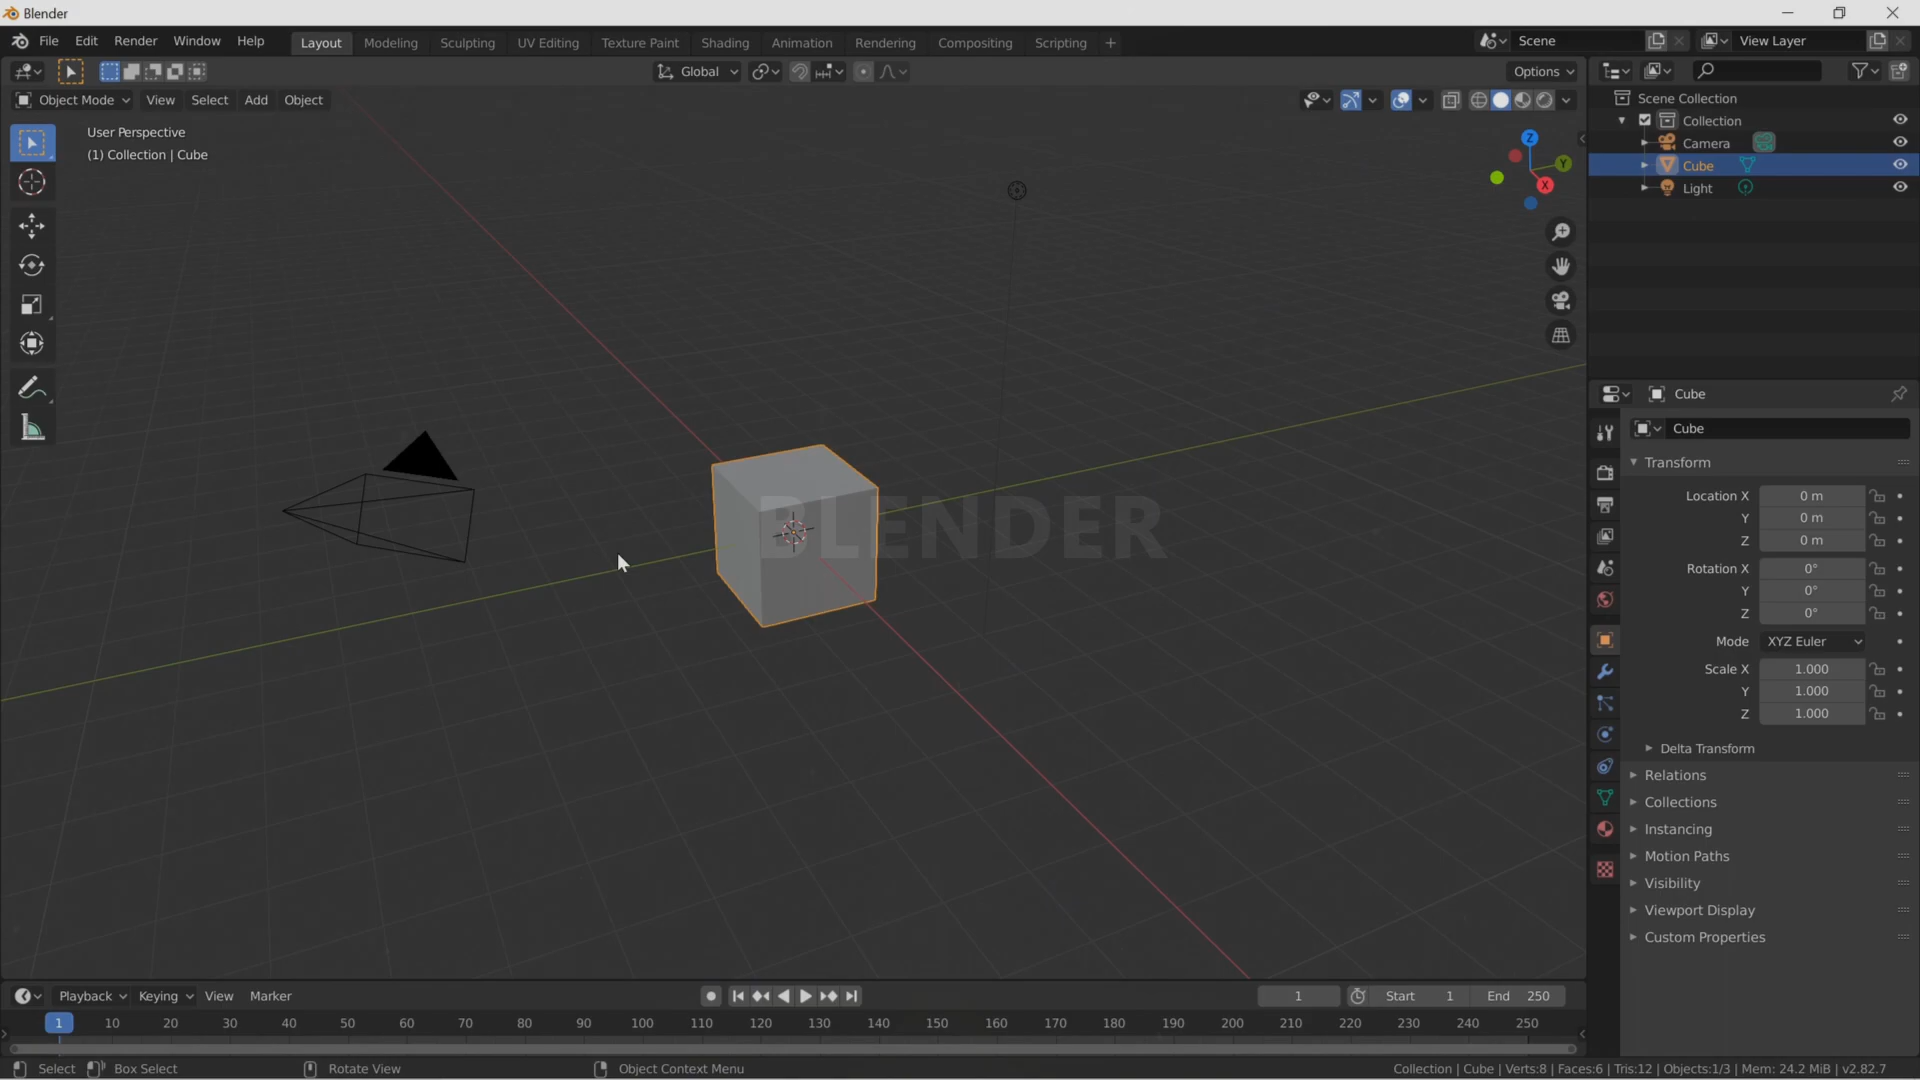 Blender
File Edit Render Window Help Layout Modeling Sculpting UV Editing Texture Paint Shading Animation Rendering Compositing Scripting + Scene View Layer
Global Options
Object Mode View Select Add Object
User Perspective
(1) Collection | Cube
Z
Y
X
BLENDER
Scene Collection
Collection
Camera
Cube
Light
Cube
Cube
Transform
Location X 0 m
Y 0 m
Z 0 m
Rotation X 0°
Y 0°
Z 0°
Mode XYZ Euler
Scale X 1.000
Y 1.000
Z 1.000
Delta Transform
Relations
Collections
Instancing
Motion Paths
Visibility
Viewport Display
Custom Properties
Playback Keying View Marker 1 Start 1 End 250
1 10 20 30 40 50 60 70 80 90 100 110 120 130 140 150 160 170 180 190 200 210 220 230 240 250
Select Box Select Rotate View Object Context Menu Collection | Cube | Verts:8 | Faces:6 | Tris:12 | Objects:1/3 | Mem: 24.2 MiB | v2.82.7